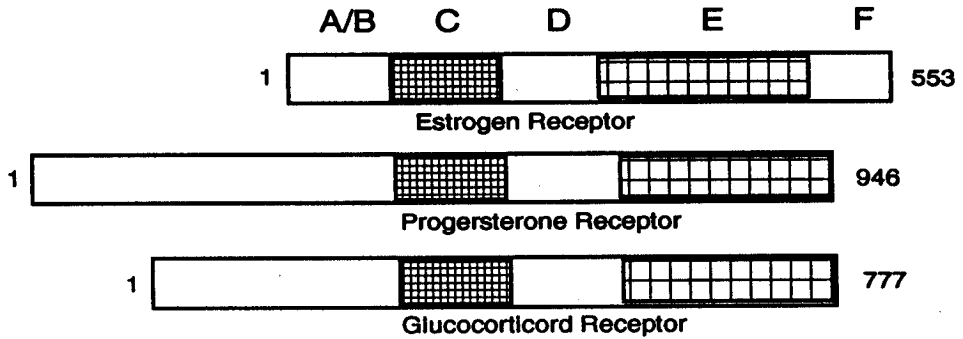 A/B C D E F
1 553
Estrogen Receptor
1 946
Progersterone Receptor
1 777
Glucocorticord Receptor